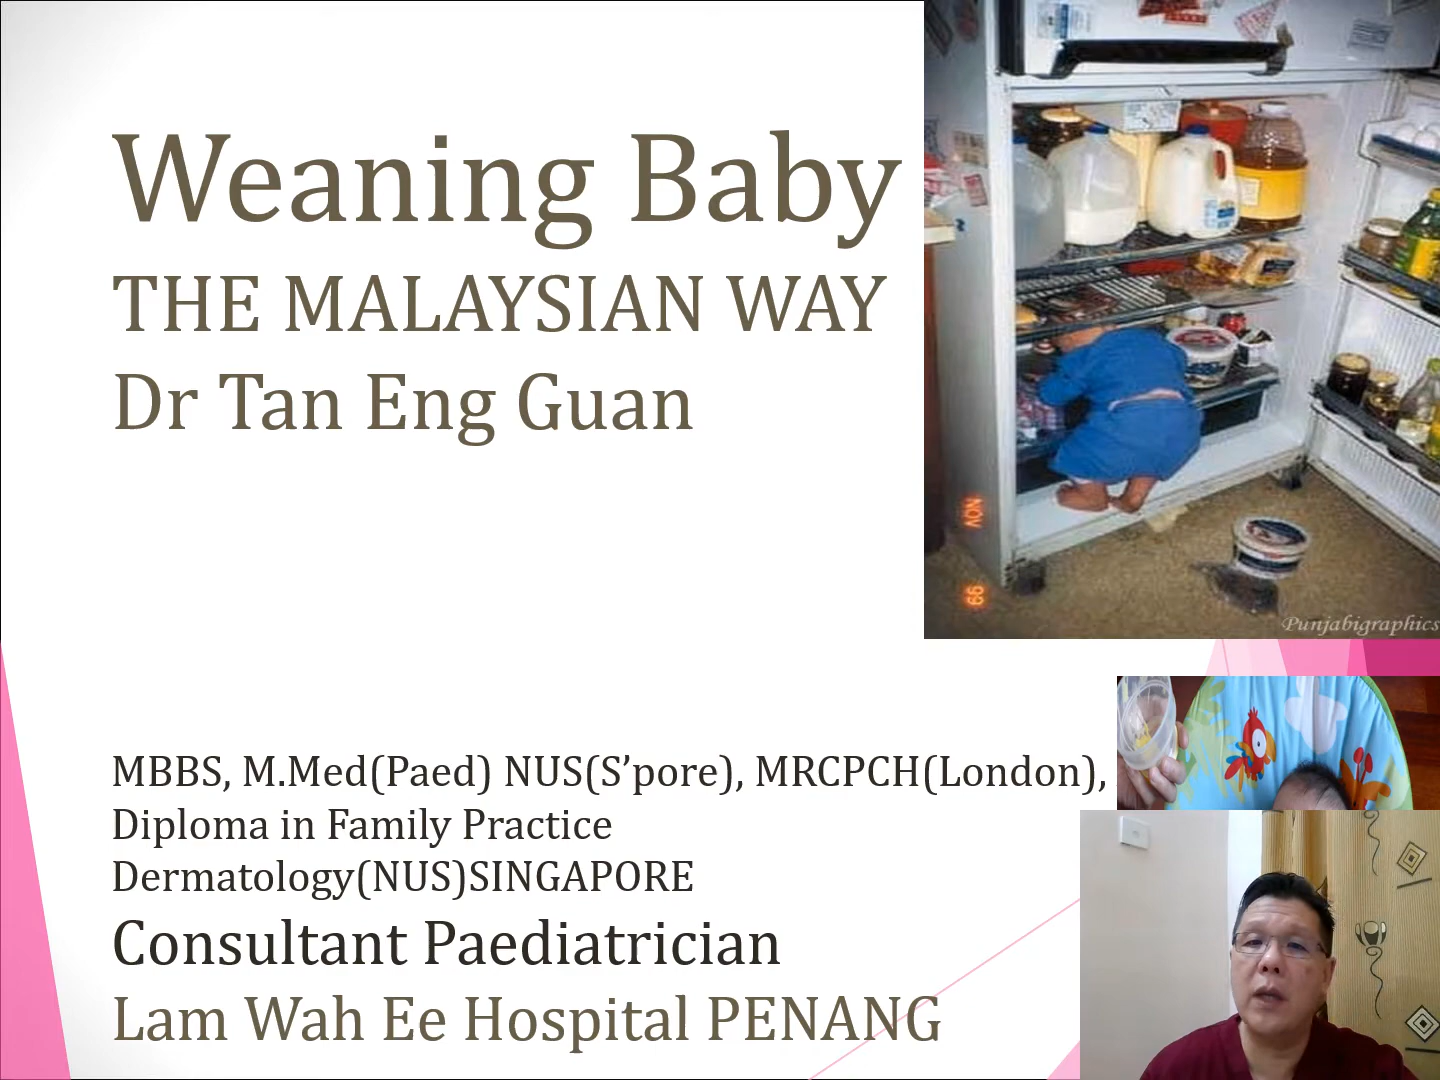 Weaning Baby
THE MALAYSIAN WAY
Dr Tan Eng Guan
NOV
99
Punjabigraphics
MBBS, M.Med(Paed) NUS(S’pore), MRCPCH(London),
Diploma in Family Practice
Dermatology(NUS)SINGAPORE
Consultant Paediatrician
Lam Wah Ee Hospital PENANG